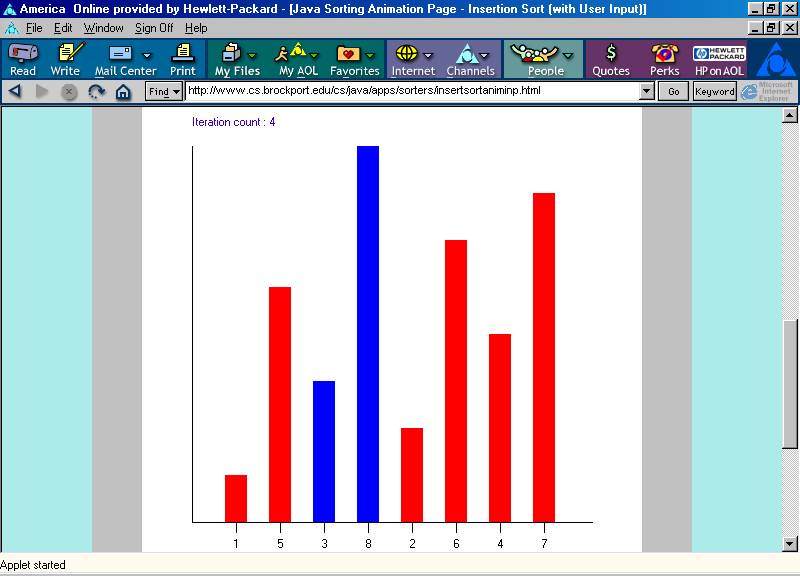 America Online provided by Hewlett-Packard - [Java Sorting Animation Page - Insertion Sort (with User Input)]
File Edit Window Sign Off Help
Read Write Mail Center Print My Files My AOL Favorites Internet Channels People Quotes Perks HP on AOL
HEWLETT PACKARD
Find http://wwww.cs.brockport.edu/cs/java/apps/sorters/insertsortaniminp.html Go Keyword
Microsoft Internet Explorer
Iteration count : 4
1 5 3 8 2 6 4 7
Applet started